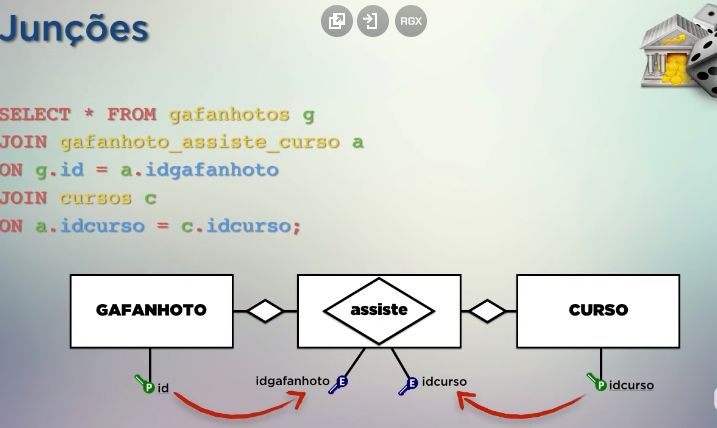 Junções
RGX
SELECT * FROM gafanhotos g
JOIN gafanhoto_assiste_curso a
ON g.id = a.idgafanhoto
JOIN cursos c
ON a.idcurso = c.idcurso;
GAFANHOTO
assiste
CURSO
P id
idgafanhoto E
E idcurso
P idcurso